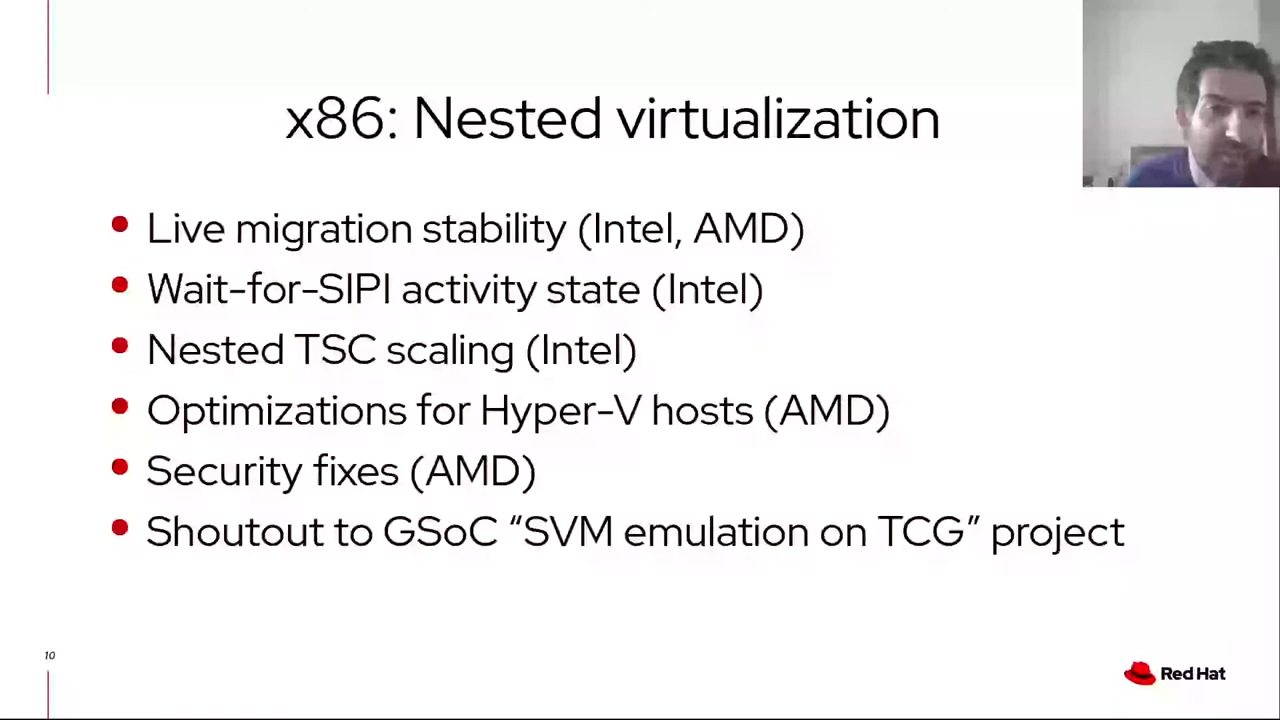 x86: Nested virtualization
Live migration stability (Intel, AMD)
Wait-for-SIPI activity state (Intel)
Nested TSC scaling (Intel)
Optimizations for Hyper-V hosts (AMD)
Security fixes (AMD)
Shoutout to GSoC “SVM emulation on TCG” project
10
Red Hat